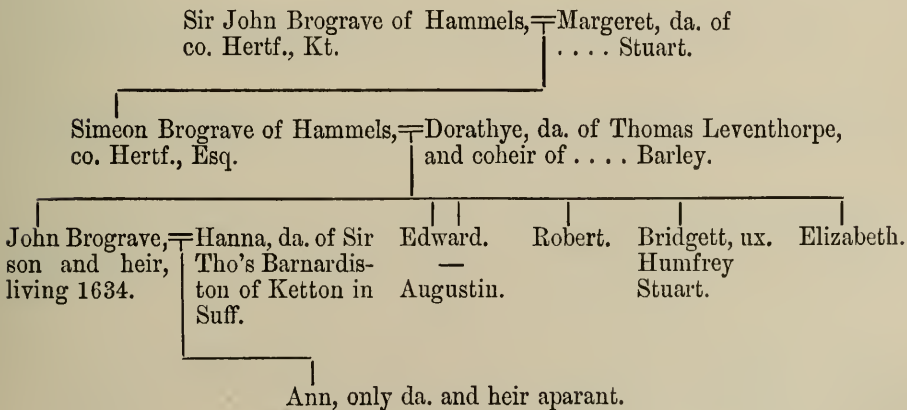 Sir John Brograve of Hammels,
co. Hertf., Kt.
Margeret, da. of
. . . . Stuart.
Simeon Brograve of Hammels,
co. Hertf., Esq.
Dorathye, da. of Thomas Leventhorpe,
and coheir of . . . . Barley.
John Brograve,
son and heir,
living 1634.
Hanna, da. of Sir
Tho's Barnardis-
ton of Ketton in
Suff.
Edward.
—
Augustin.
Robert.
Bridgett, ux.
Humfrey
Stuart.
Elizabeth.
Ann, only da. and heir aparant.